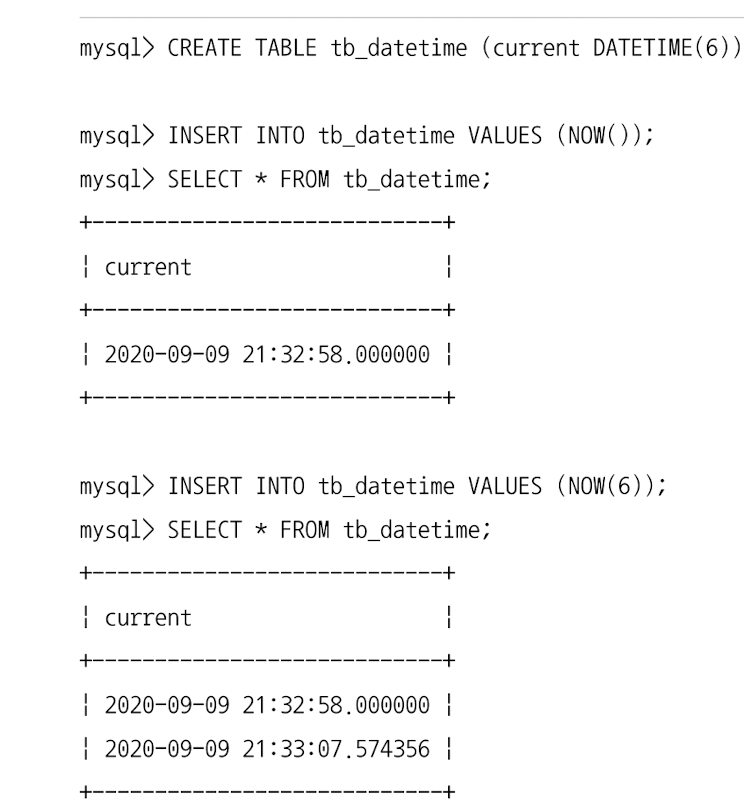 mysql> CREATE TABLE tb_datetime (current DATETIME(6))
mysql> INSERT INTO tb_datetime VALUES (NOW());
mysql> SELECT * FROM tb_datetime;
+----------------------------+
¦ current                    ¦
+----------------------------+
¦ 2020-09-09 21:32:58.000000 ¦
+----------------------------+
mysql> INSERT INTO tb_datetime VALUES (NOW(6));
mysql> SELECT * FROM tb_datetime;
+----------------------------+
¦ current                    ¦
+----------------------------+
¦ 2020-09-09 21:32:58.000000 ¦
¦ 2020-09-09 21:33:07.574356 ¦
+----------------------------+